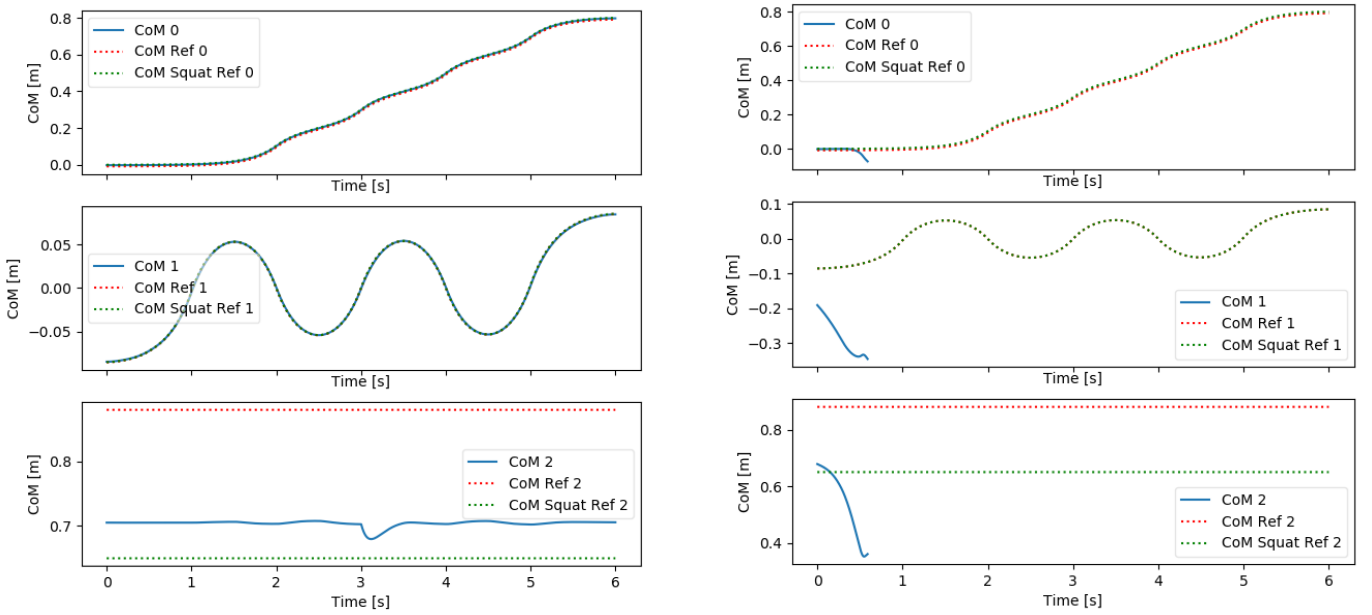 CoM [m]
0.8
0.6
0.4
0.2
0.0
CoM 0
CoM Ref 0
CoM Squat Ref 0
Time [s]
CoM [m]
0.05
0.00
−0.05
CoM 1
CoM Ref 1
CoM Squat Ref 1
Time [s]
CoM [m]
0.8
0.7
CoM 2
CoM Ref 2
CoM Squat Ref 2
0 1 2 3 4 5 6
Time [s]
CoM [m]
0.8
0.6
0.4
0.2
0.0
CoM 0
CoM Ref 0
CoM Squat Ref 0
Time [s]
CoM [m]
0.1
0.0
−0.1
−0.2
−0.3
CoM 1
CoM Ref 1
CoM Squat Ref 1
Time [s]
CoM [m]
0.8
0.6
0.4
CoM 2
CoM Ref 2
CoM Squat Ref 2
0 1 2 3 4 5 6
Time [s]